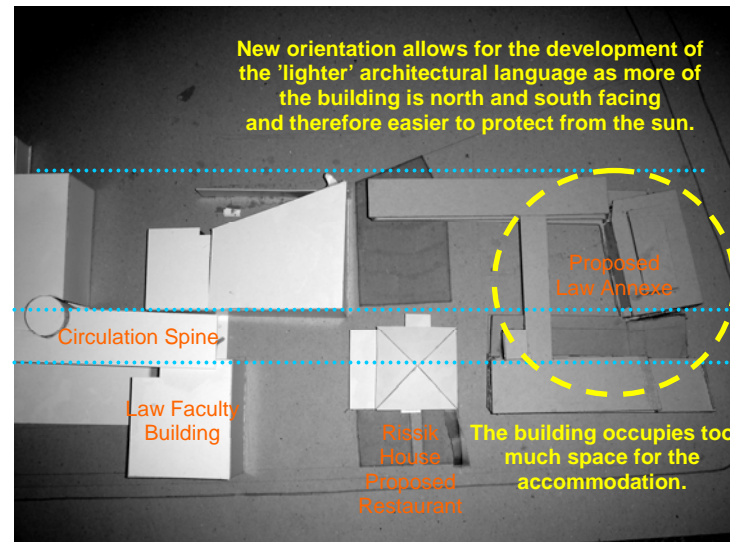 New orientation allows for the development of
the 'lighter' architectural language as more of
the building is north and south facing
and therefore easier to protect from the sun.
Proposed
Law Annexe
Circulation Spine
Law Faculty
Building
Rissik
House
Proposed
Restaurant
The building occupies too
much space for the
accommodation.